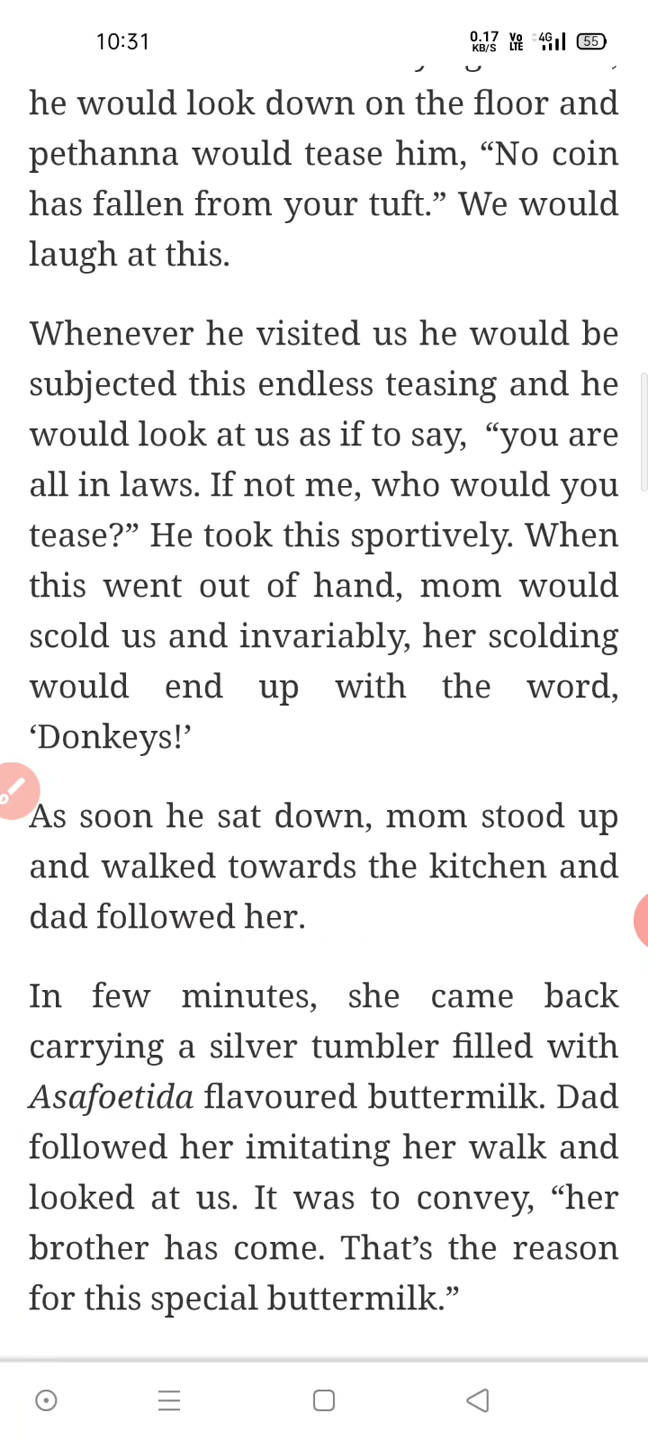 10:31
0.17 KB/S Vo LTE 4G 55
he would look down on the floor and
pethanna would tease him, “No coin
has fallen from your tuft.” We would
laugh at this.
Whenever he visited us he would be
subjected this endless teasing and he
would look at us as if to say, “you are
all in laws. If not me, who would you
tease?” He took this sportively. When
this went out of hand, mom would
scold us and invariably, her scolding
would end up with the word,
‘Donkeys!’
As soon he sat down, mom stood up
and walked towards the kitchen and
dad followed her.
In few minutes, she came back
carrying a silver tumbler filled with
Asafoetida flavoured buttermilk. Dad
followed her imitating her walk and
looked at us. It was to convey, “her
brother has come. That’s the reason
for this special buttermilk.”